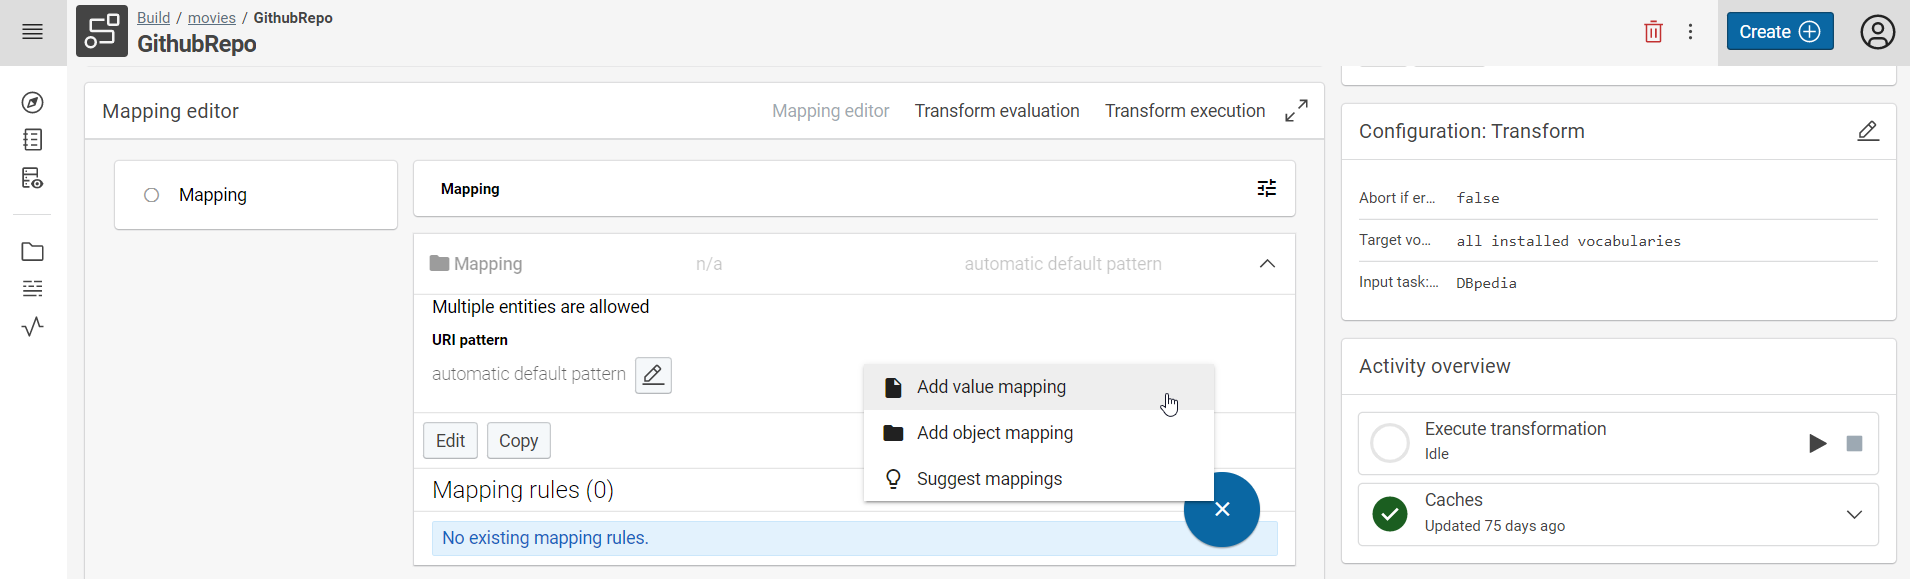 Build / movies / GithubRepo
GithubRepo
Create
Mapping editor
Mapping editor
Transform evaluation
Transform execution
Mapping
Mapping
Mapping
n/a
automatic default pattern
Multiple entities are allowed
URI pattern
automatic default pattern
Add value mapping
Add object mapping
Suggest mappings
Edit
Copy
Mapping rules (0)
No existing mapping rules.
Configuration: Transform
Abort if er... false
Target vo... all installed vocabularies
Input task:... DBpedia
Activity overview
Execute transformation
Idle
Caches
Updated 75 days ago